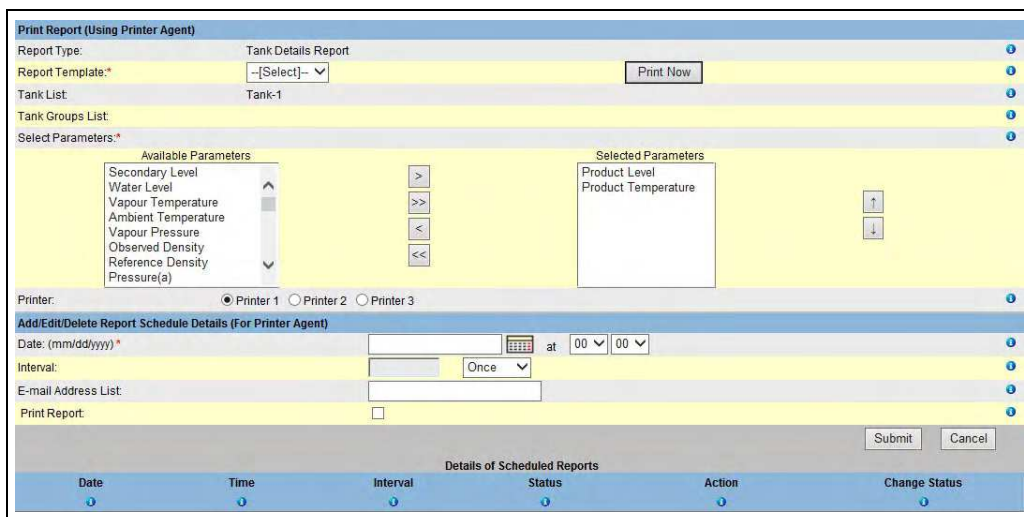 Print Report (Using Printer Agent)
Report Type: Tank Details Report
Report Template:* --[Select]-- Print Now
Tank List: Tank-1
Tank Groups List:
Select Parameters:*
Available Parameters Selected Parameters
Secondary Level > Product Level
Water Level Product Temperature
Vapour Temperature >> ↑
Ambient Temperature
Vapour Pressure < ↓
Observed Density
Reference Density <<
Pressure(a)
Printer: Printer 1 Printer 2 Printer 3
Add/Edit/Delete Report Schedule Details (For Printer Agent)
Date: (mm/dd/yyyy) * at 00 00
Interval: Once
E-mail Address List:
Print Report:
Submit Cancel
Details of Scheduled Reports
Date Time Interval Status Action Change Status